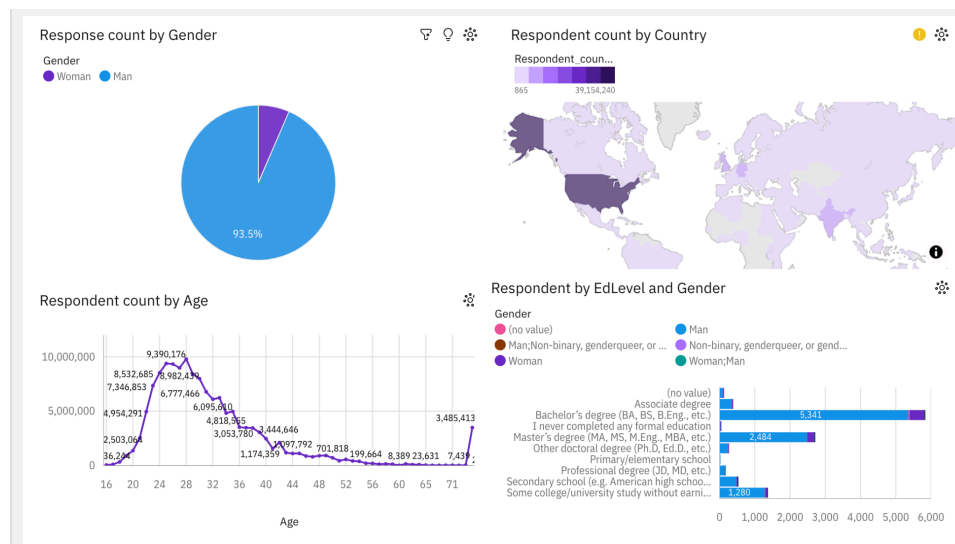 Response count by Gender
Gender
Woman Man
93.5%
Respondent count by Country
Respondent_coun...
865 39,154,240
Respondent count by Age
10,000,000
5,000,000
0
9,390,176
8,532,685
8,982,439
7,346,853
6,777,466
6,095,610
4,954,291
4,818,555
3,485,413
3,444,646
3,053,780
2,503,064
1,174,359
701,818
36,244
199,664
8,389
23,631
7,439
16 20 24 28 32 36 40 44 48 52 56 60 65 71
Age
Respondent by EdLevel and Gender
Gender
(no value) Man
Man;Non-binary, genderqueer, or ... Non-binary, genderqueer, or gend...
Woman Woman;Man
(no value)
Associate degree
Bachelor's degree (BA, BS, B.Eng., etc.) 5,341
I never completed any formal education
Master's degree (MA, MS, M.Eng., MBA, etc.) 2,484
Other doctoral degree (Ph.D, Ed.D., etc.)
Primary/elementary school
Professional degree (JD, MD, etc.)
Secondary school (e.g. American high schoo...
Some college/university study without earni... 1,280
0 1,000 2,000 3,000 4,000 5,000 6,000